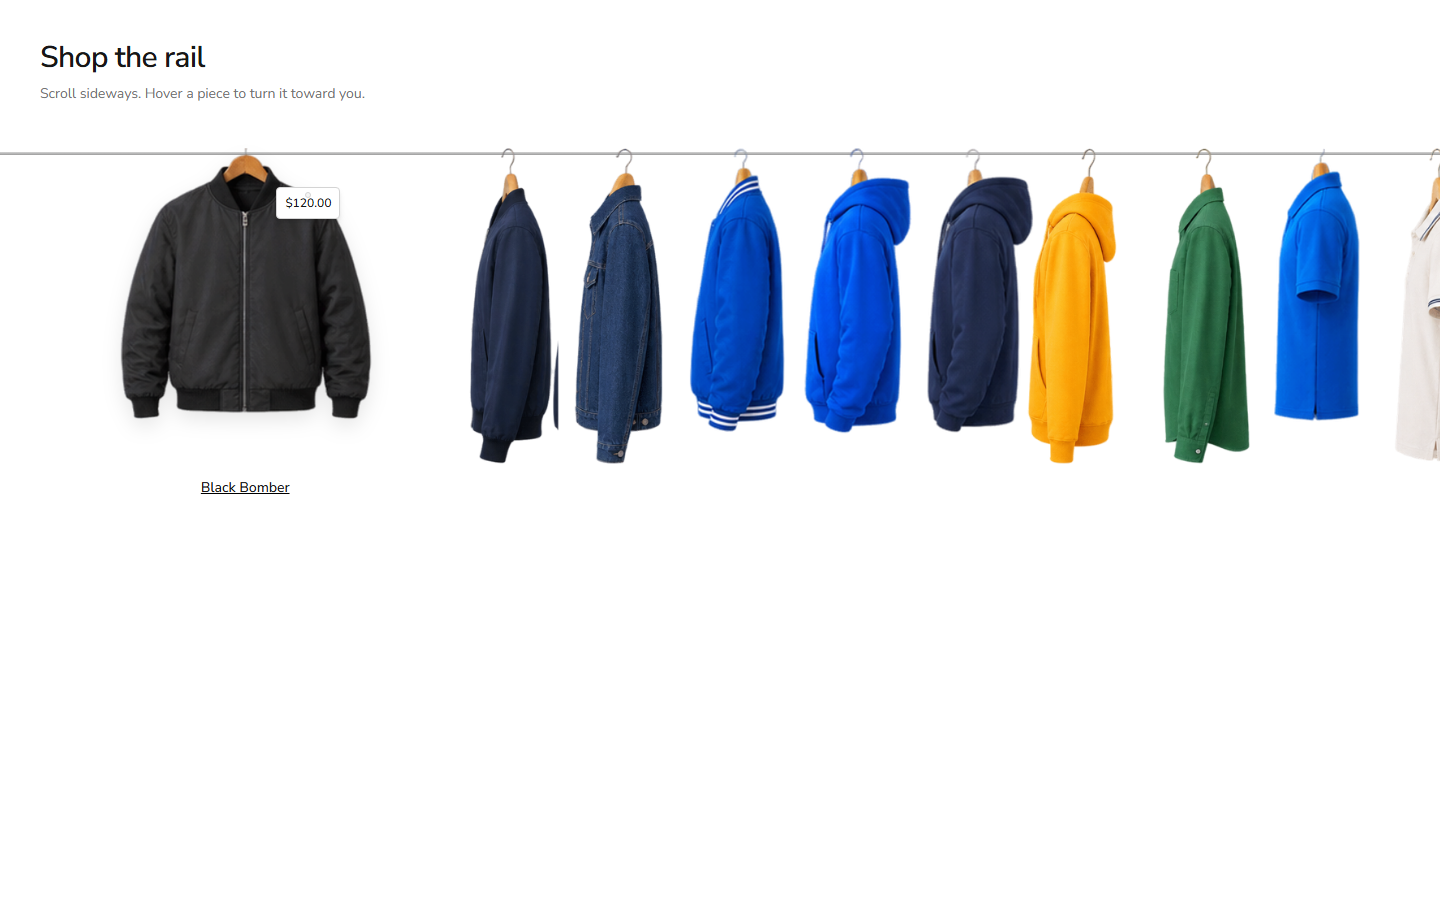 Shop the rail
Scroll sideways. Hover a piece to turn it toward you.
$120.00
Black Bomber